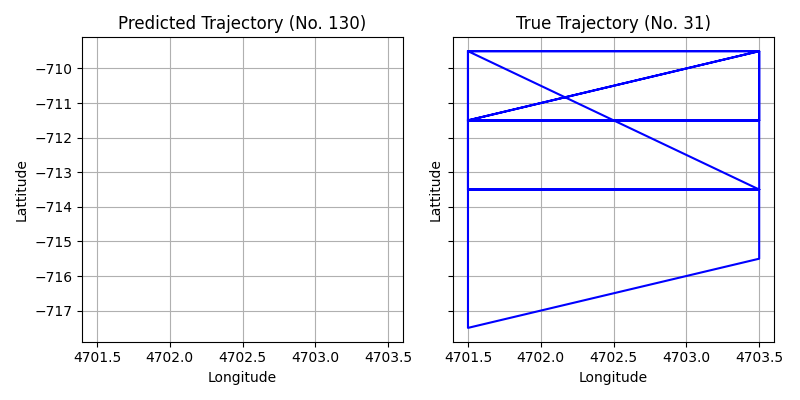 Predicted Trajectory (No. 130)
True Trajectory (No. 31)
Lattitude
−710
−711
−712
−713
−714
−715
−716
−717
4701.5 4702.0 4702.5 4703.0 4703.5
Longitude
Lattitude
4701.5 4702.0 4702.5 4703.0 4703.5
Longitude